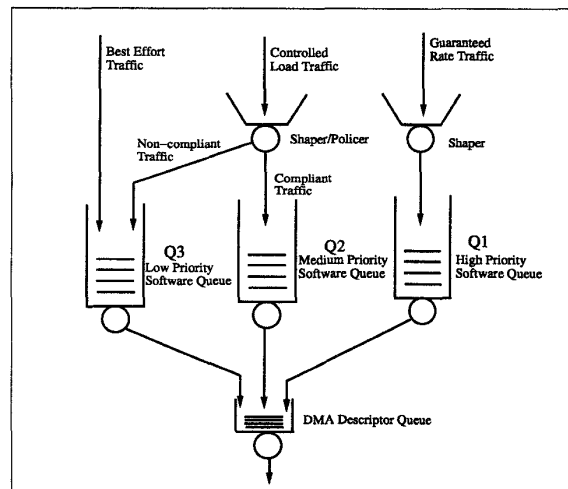 Best Effort
Traffic
Controlled
Load Traffic
Guaranteed
Rate Traffic
Non-compliant
Traffic
Shaper/Policer
Shaper
Compliant
Traffic
Q3
Low Priority
Software Queue
Q2
Medium Priority
Software Queue
Q1
High Priority
Software Queue
DMA Descriptor Queue